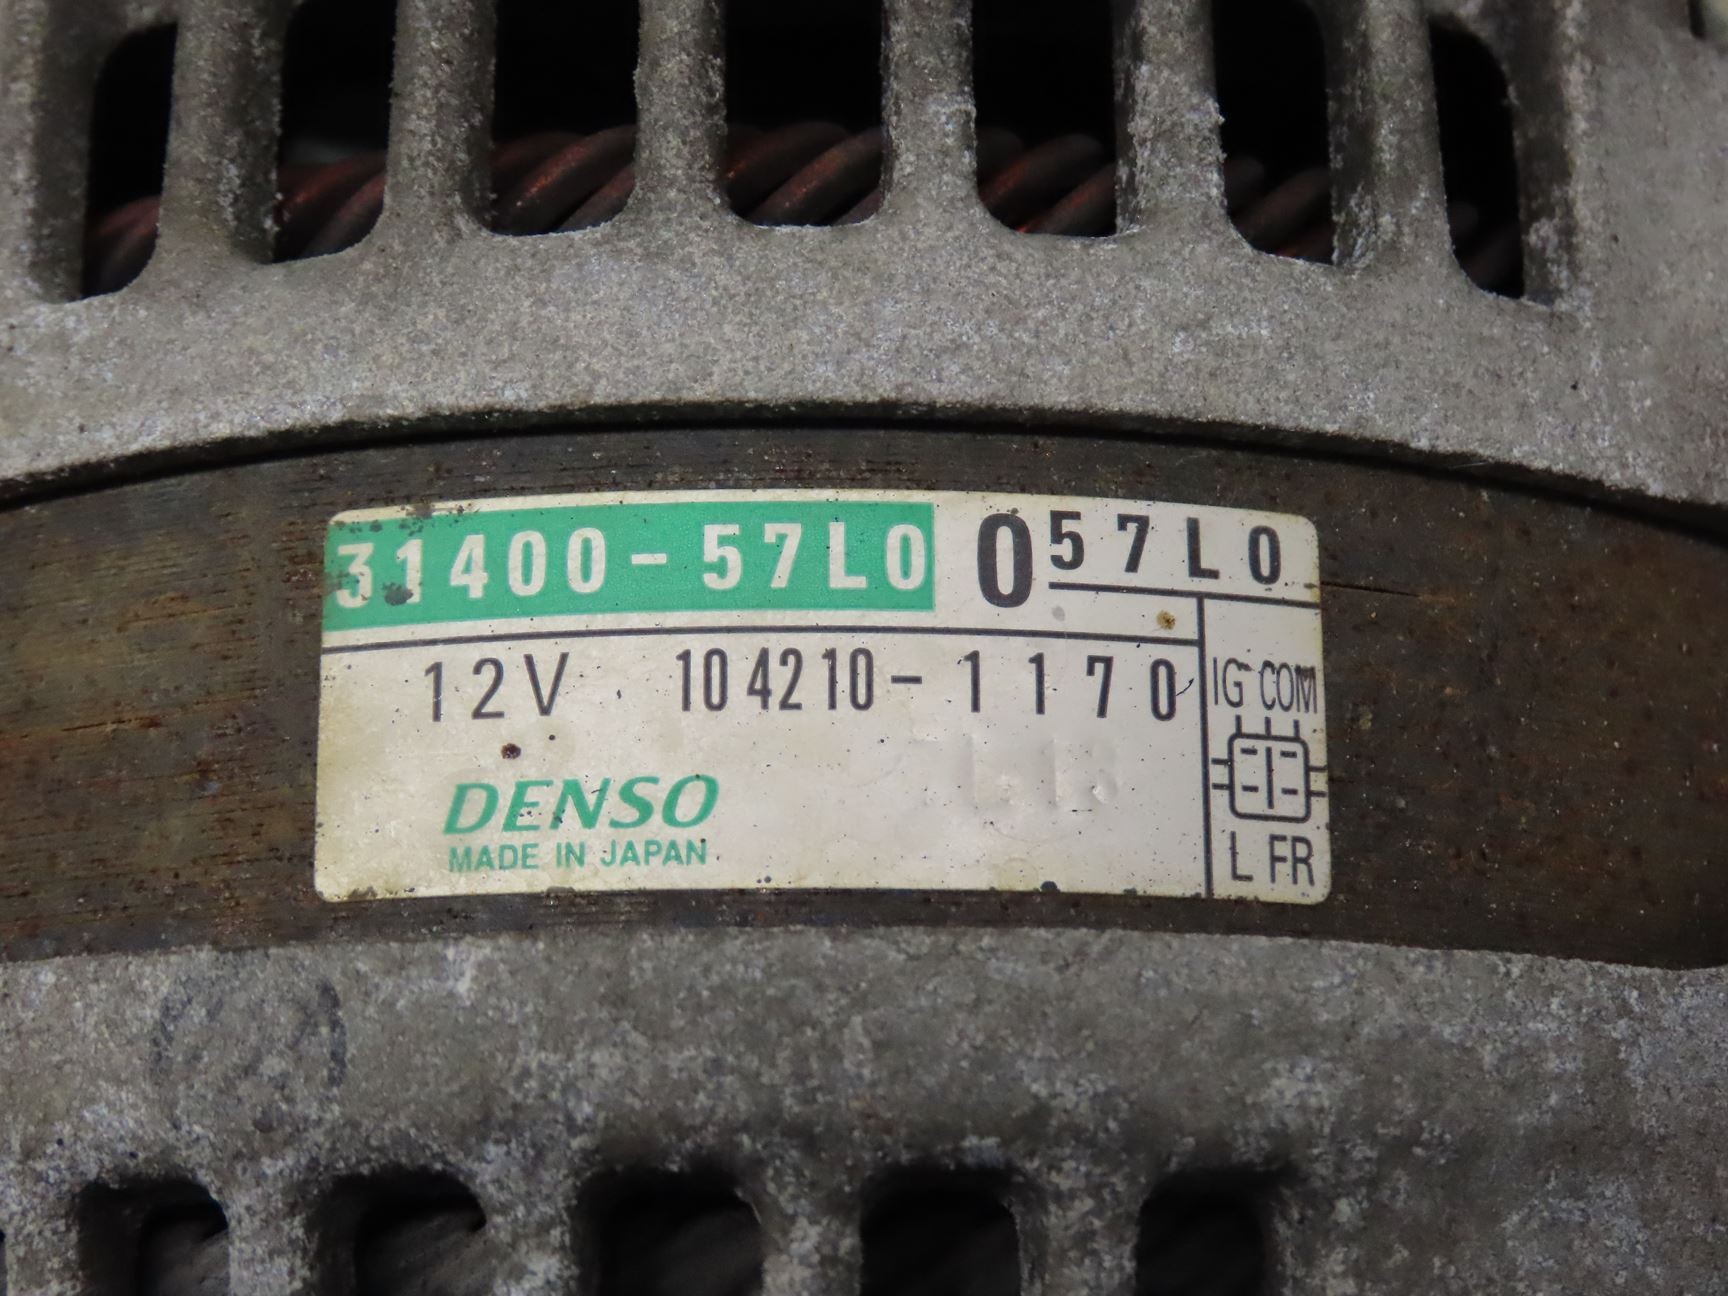 31400-57L0 0 57L0
12V 104210-1170
IG COM
DENSO
MADE IN JAPAN
L FR